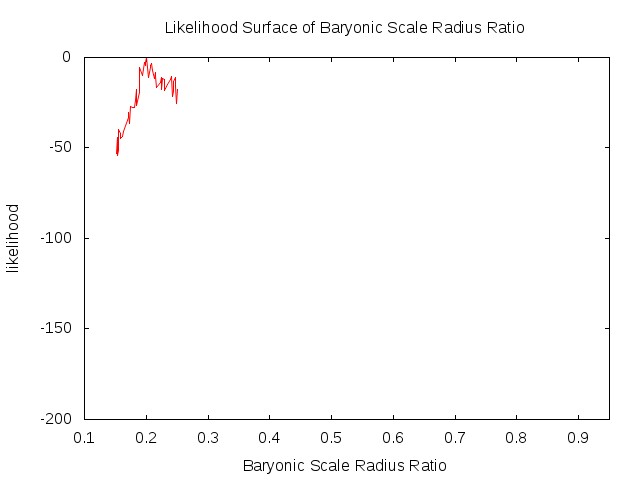 Likelihood Surface of Baryonic Scale Radius Ratio
0
-50
-100
-150
-200
likelihood
0.1 0.2 0.3 0.4 0.5 0.6 0.7 0.8 0.9
Baryonic Scale Radius Ratio